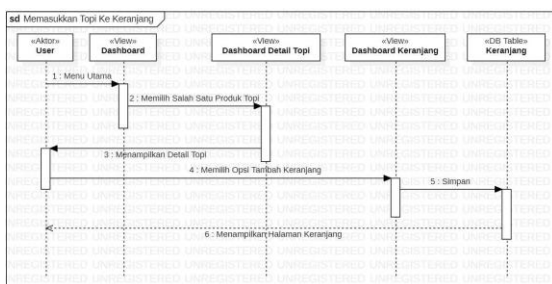 sd Memasukkan Topi Ke Keranjang
«Aktor»
User
«View»
Dashboard
«View»
Dashboard Detail Topi
«View»
Dashboard Keranjang
«DB Table»
Keranjang
1 : Menu Utama
2 : Memilih Salah Satu Produk Topi
3 : Menampilkan Detail Topi
4 : Memilih Opsi Tambah Keranjang
5 : Simpan
6 : Menampilkan Halaman Keranjang